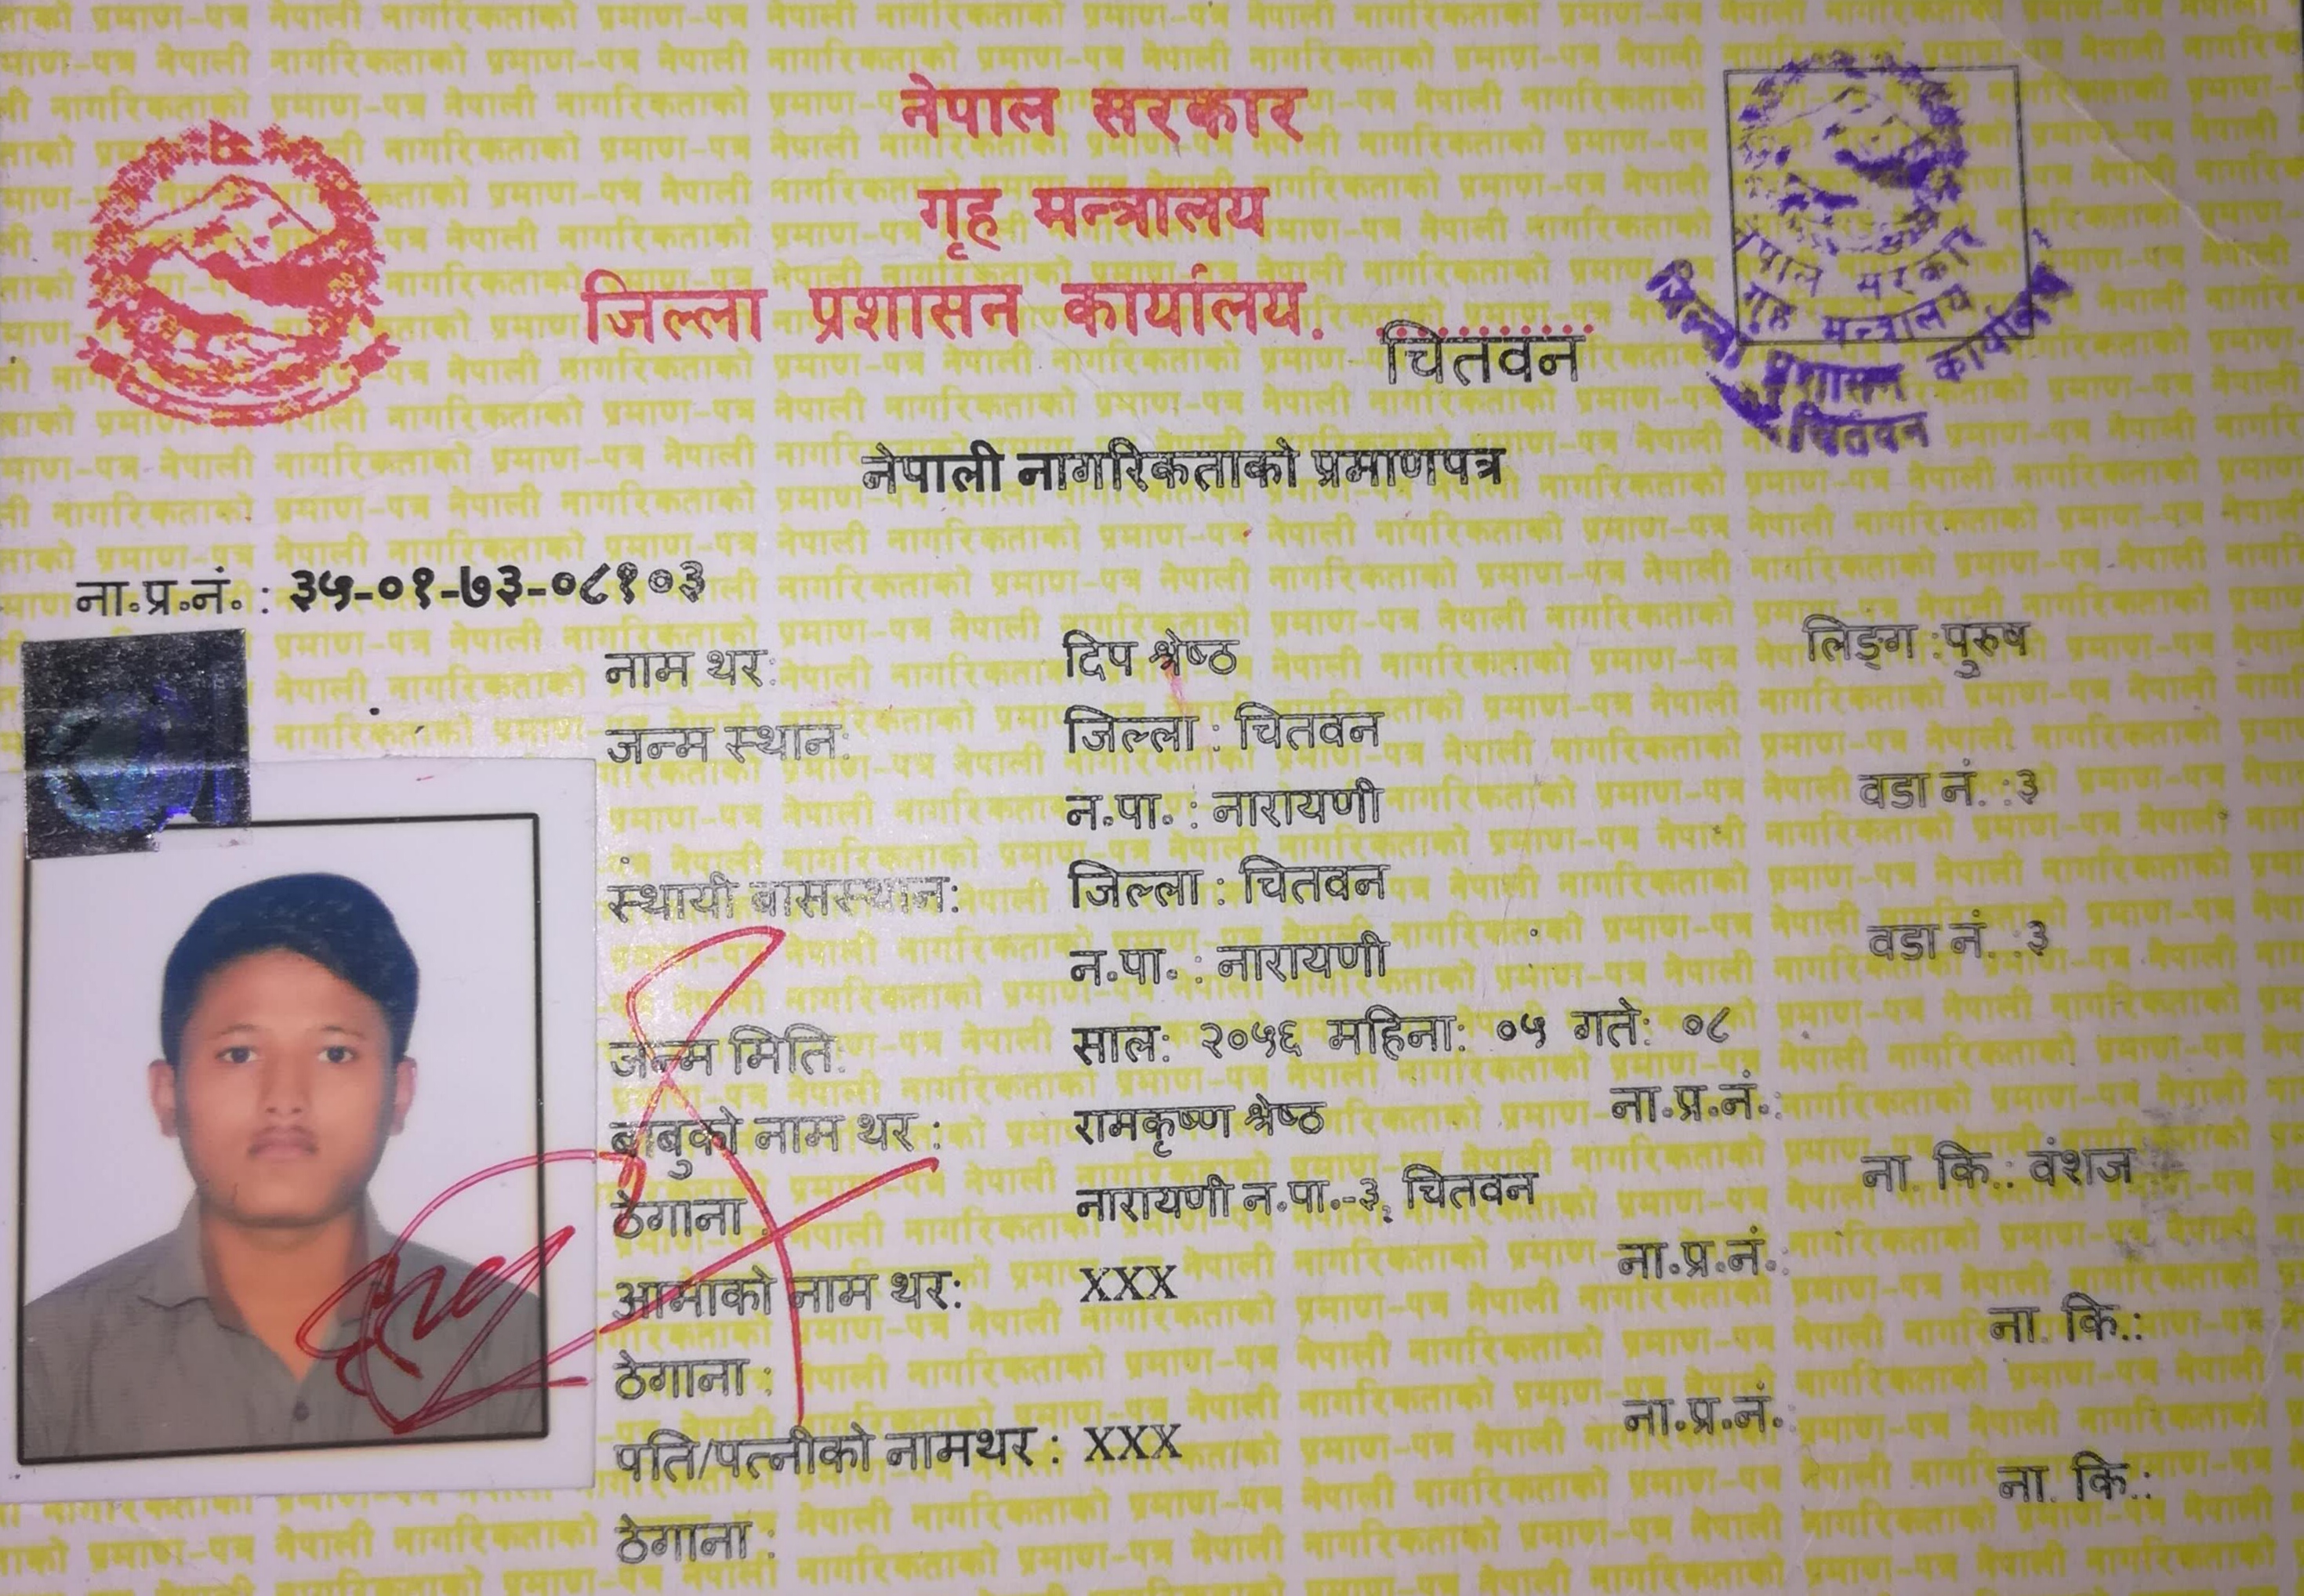 नेपाल सरकार
गृह मन्त्रालय
जिल्ला प्रशासन कार्यालय. चितवन
नेपाल सरकार
गृह मन्त्रालय
जिल्ला प्रशासन कार्यालय
चितवन
नेपाली नागरिकताको प्रमाणपत्र
ना.प्र.नं. : ३५-०१-७३-०८१०३
नाम थर: दिप श्रेष्ठ लिङ्ग :पुरुष
जन्म स्थान: जिल्ला : चितवन
न.पा. : नारायणी वडा नं. :३
स्थायी बासस्थान: जिल्ला : चितवन
न.पा. : नारायणी वडा नं. :३
जन्म मिति: साल: २०५६ महिना: ०५ गते: ०८
बाबुको नाम थर : रामकृष्ण श्रेष्ठ ना.प्र.नं.:
ठेगाना : नारायणी न.पा.-३, चितवन ना. कि.: वंशज
आमाको नाम थर: XXX ना.प्र.नं.:
ठेगाना : ना. कि.:
पति/पत्नीको नामथर : XXX ना.प्र.नं.:
ठेगाना : ना. कि.: